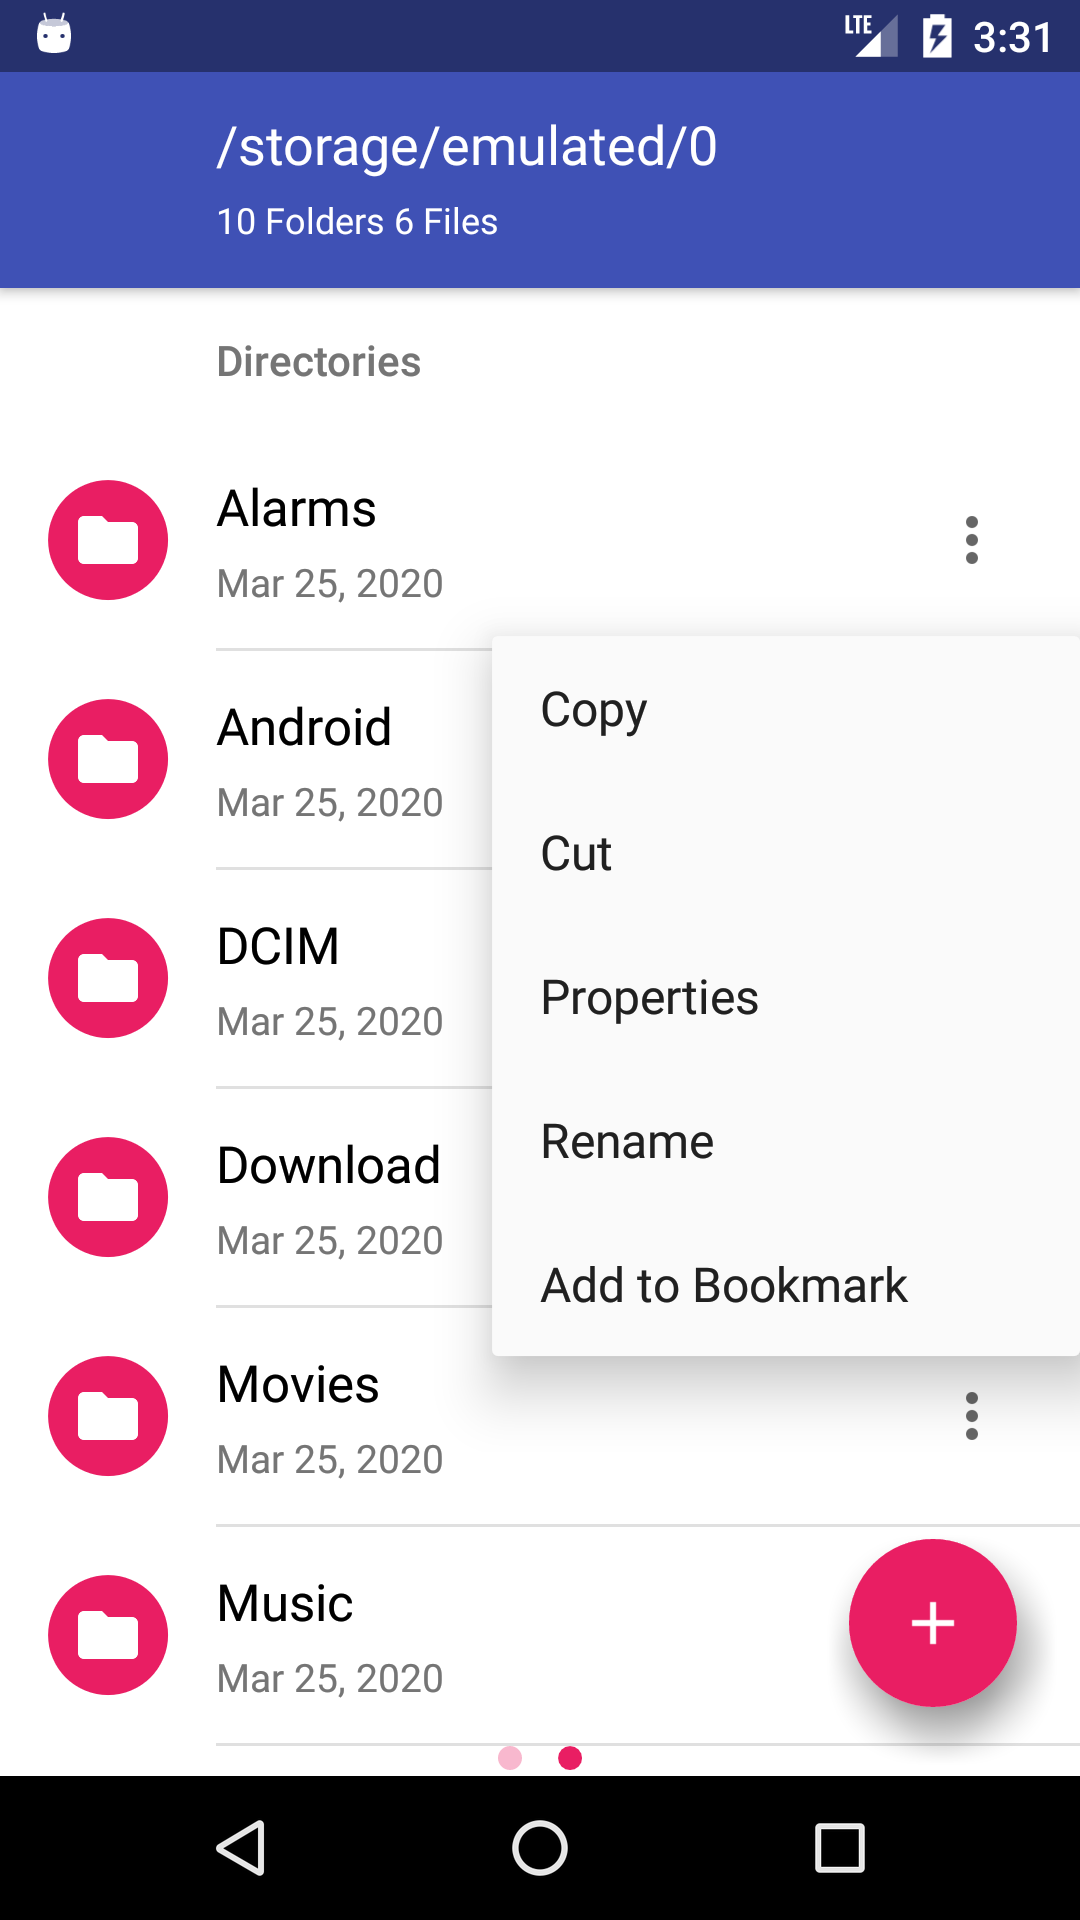 LTE 3:31
/storage/emulated/0
10 Folders 6 Files
Directories
Alarms
Mar 25, 2020
Android
Mar 25, 2020
DCIM
Mar 25, 2020
Download
Mar 25, 2020
Movies
Mar 25, 2020
Music
Mar 25, 2020
Copy
Cut
Properties
Rename
Add to Bookmark